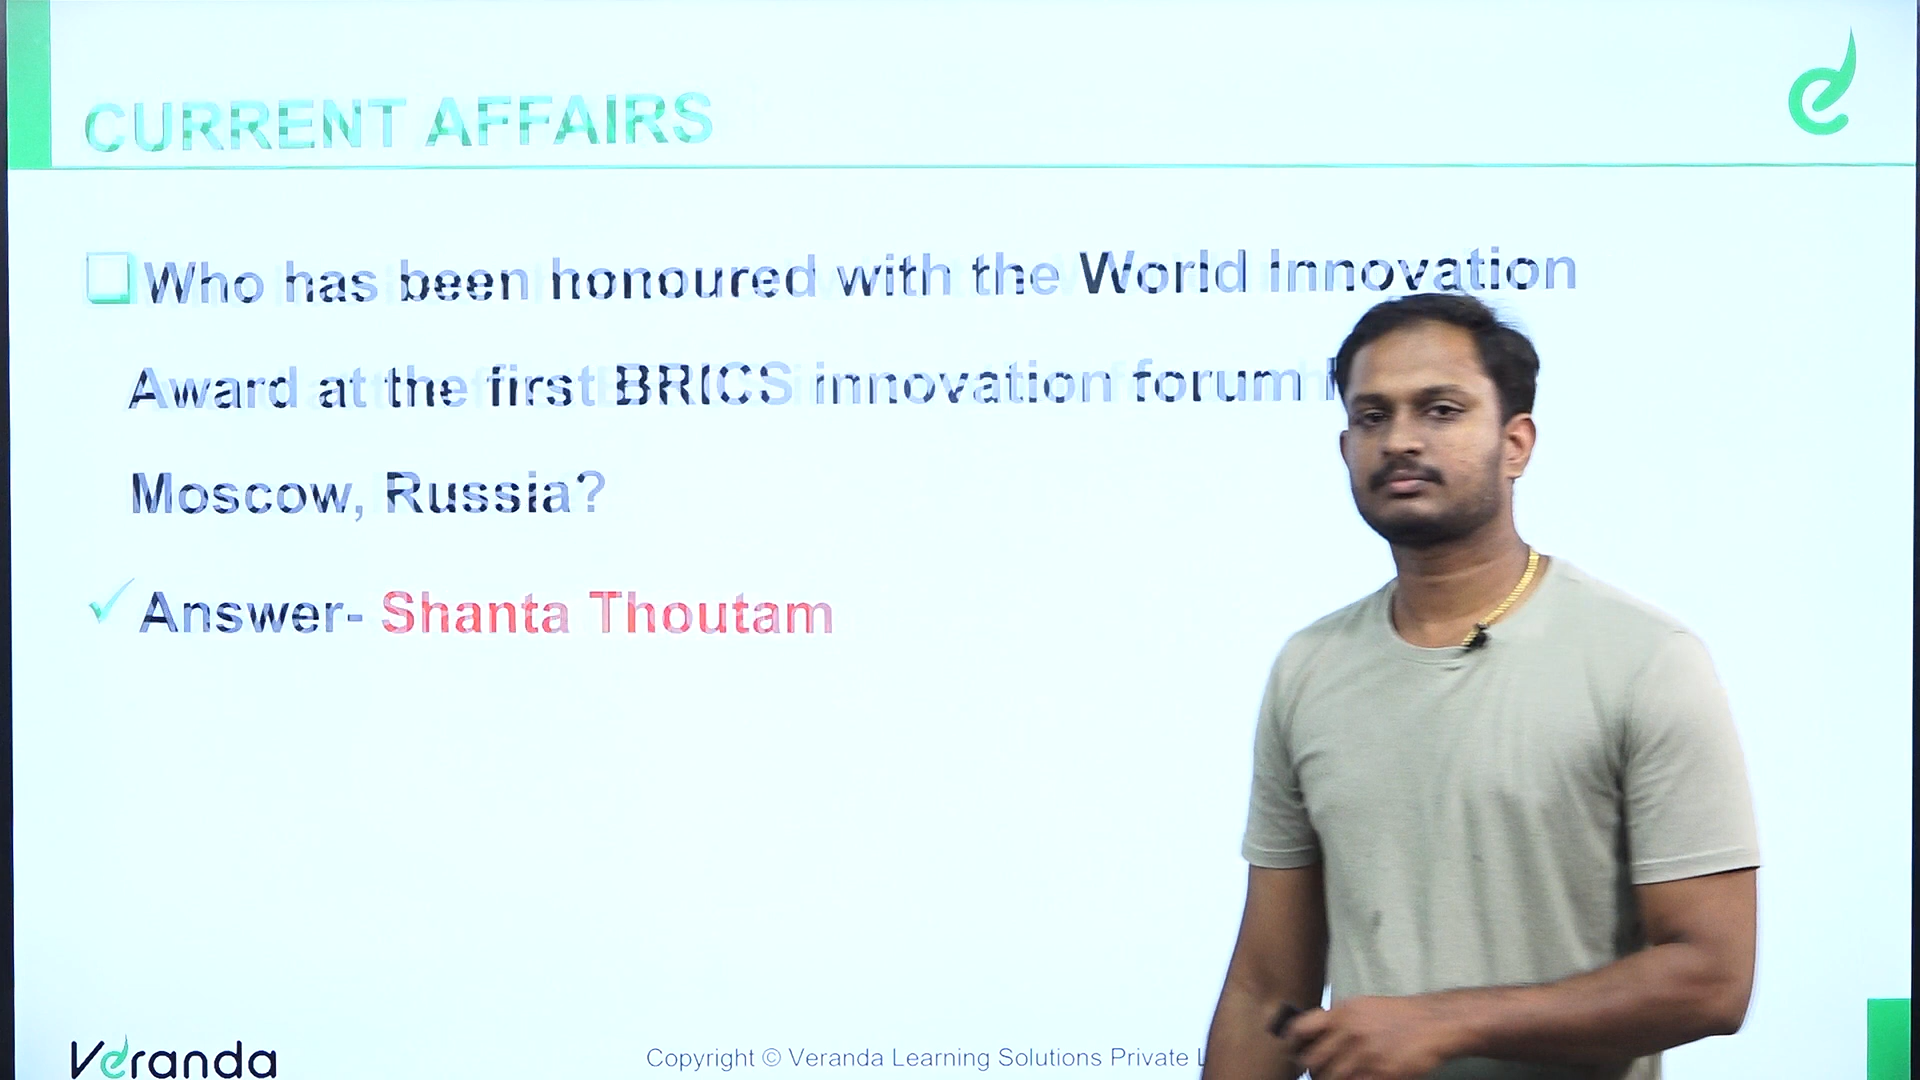 CURRENT AFFAIRS
Who has been honoured with the World Innovation
Award at the first BRICS innovation forum
Moscow, Russia?
Answer- Shanta Thoutam
Veranda
Copyright © Veranda Learning Solutions Private